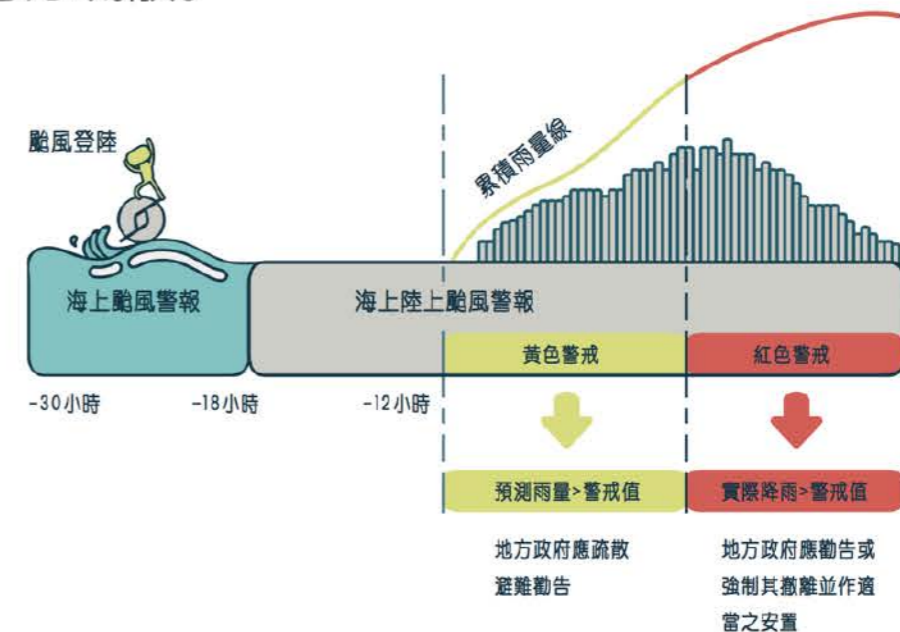 颱風登陸
累積雨量線
海上颱風警報
海上陸上颱風警報
黃色警戒
紅色警戒
-30小時
-18小時
-12小時
預測雨量>警戒值
實際降雨>警戒值
地方政府應疏散
避難勸告
地方政府應勸告或
強制其撤離並作適
當之安置